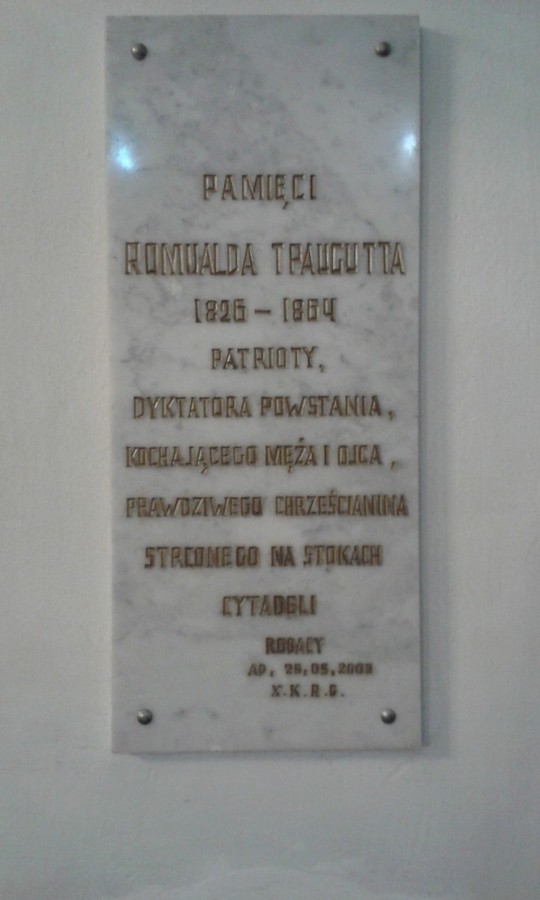 PAMIĘCI
ROMUALDA TRAUGUTTA
1826 - 1864
PATRIOTY,
DYKTATORA POWSTANIA,
KOCHAJĄCEGO MĘŻA I OJCA,
PRAWDZIWEGO CHRZEŚCIANINA
STRCONEGO NA STOKACH
CYTADELI
RODACY
AD, 25,05,2003
X.K.R.G.